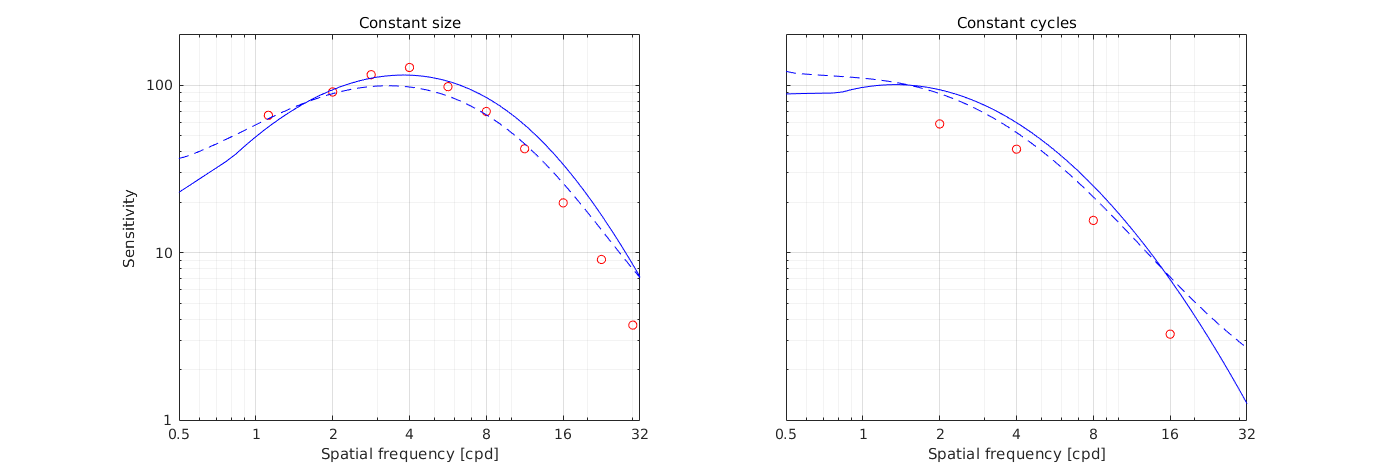 Constant size
Sensitivity
100
10
1
0.5 1 2 4 8 16 32
Spatial frequency [cpd]
Constant cycles
0.5 1 2 4 8 16 32
Spatial frequency [cpd]